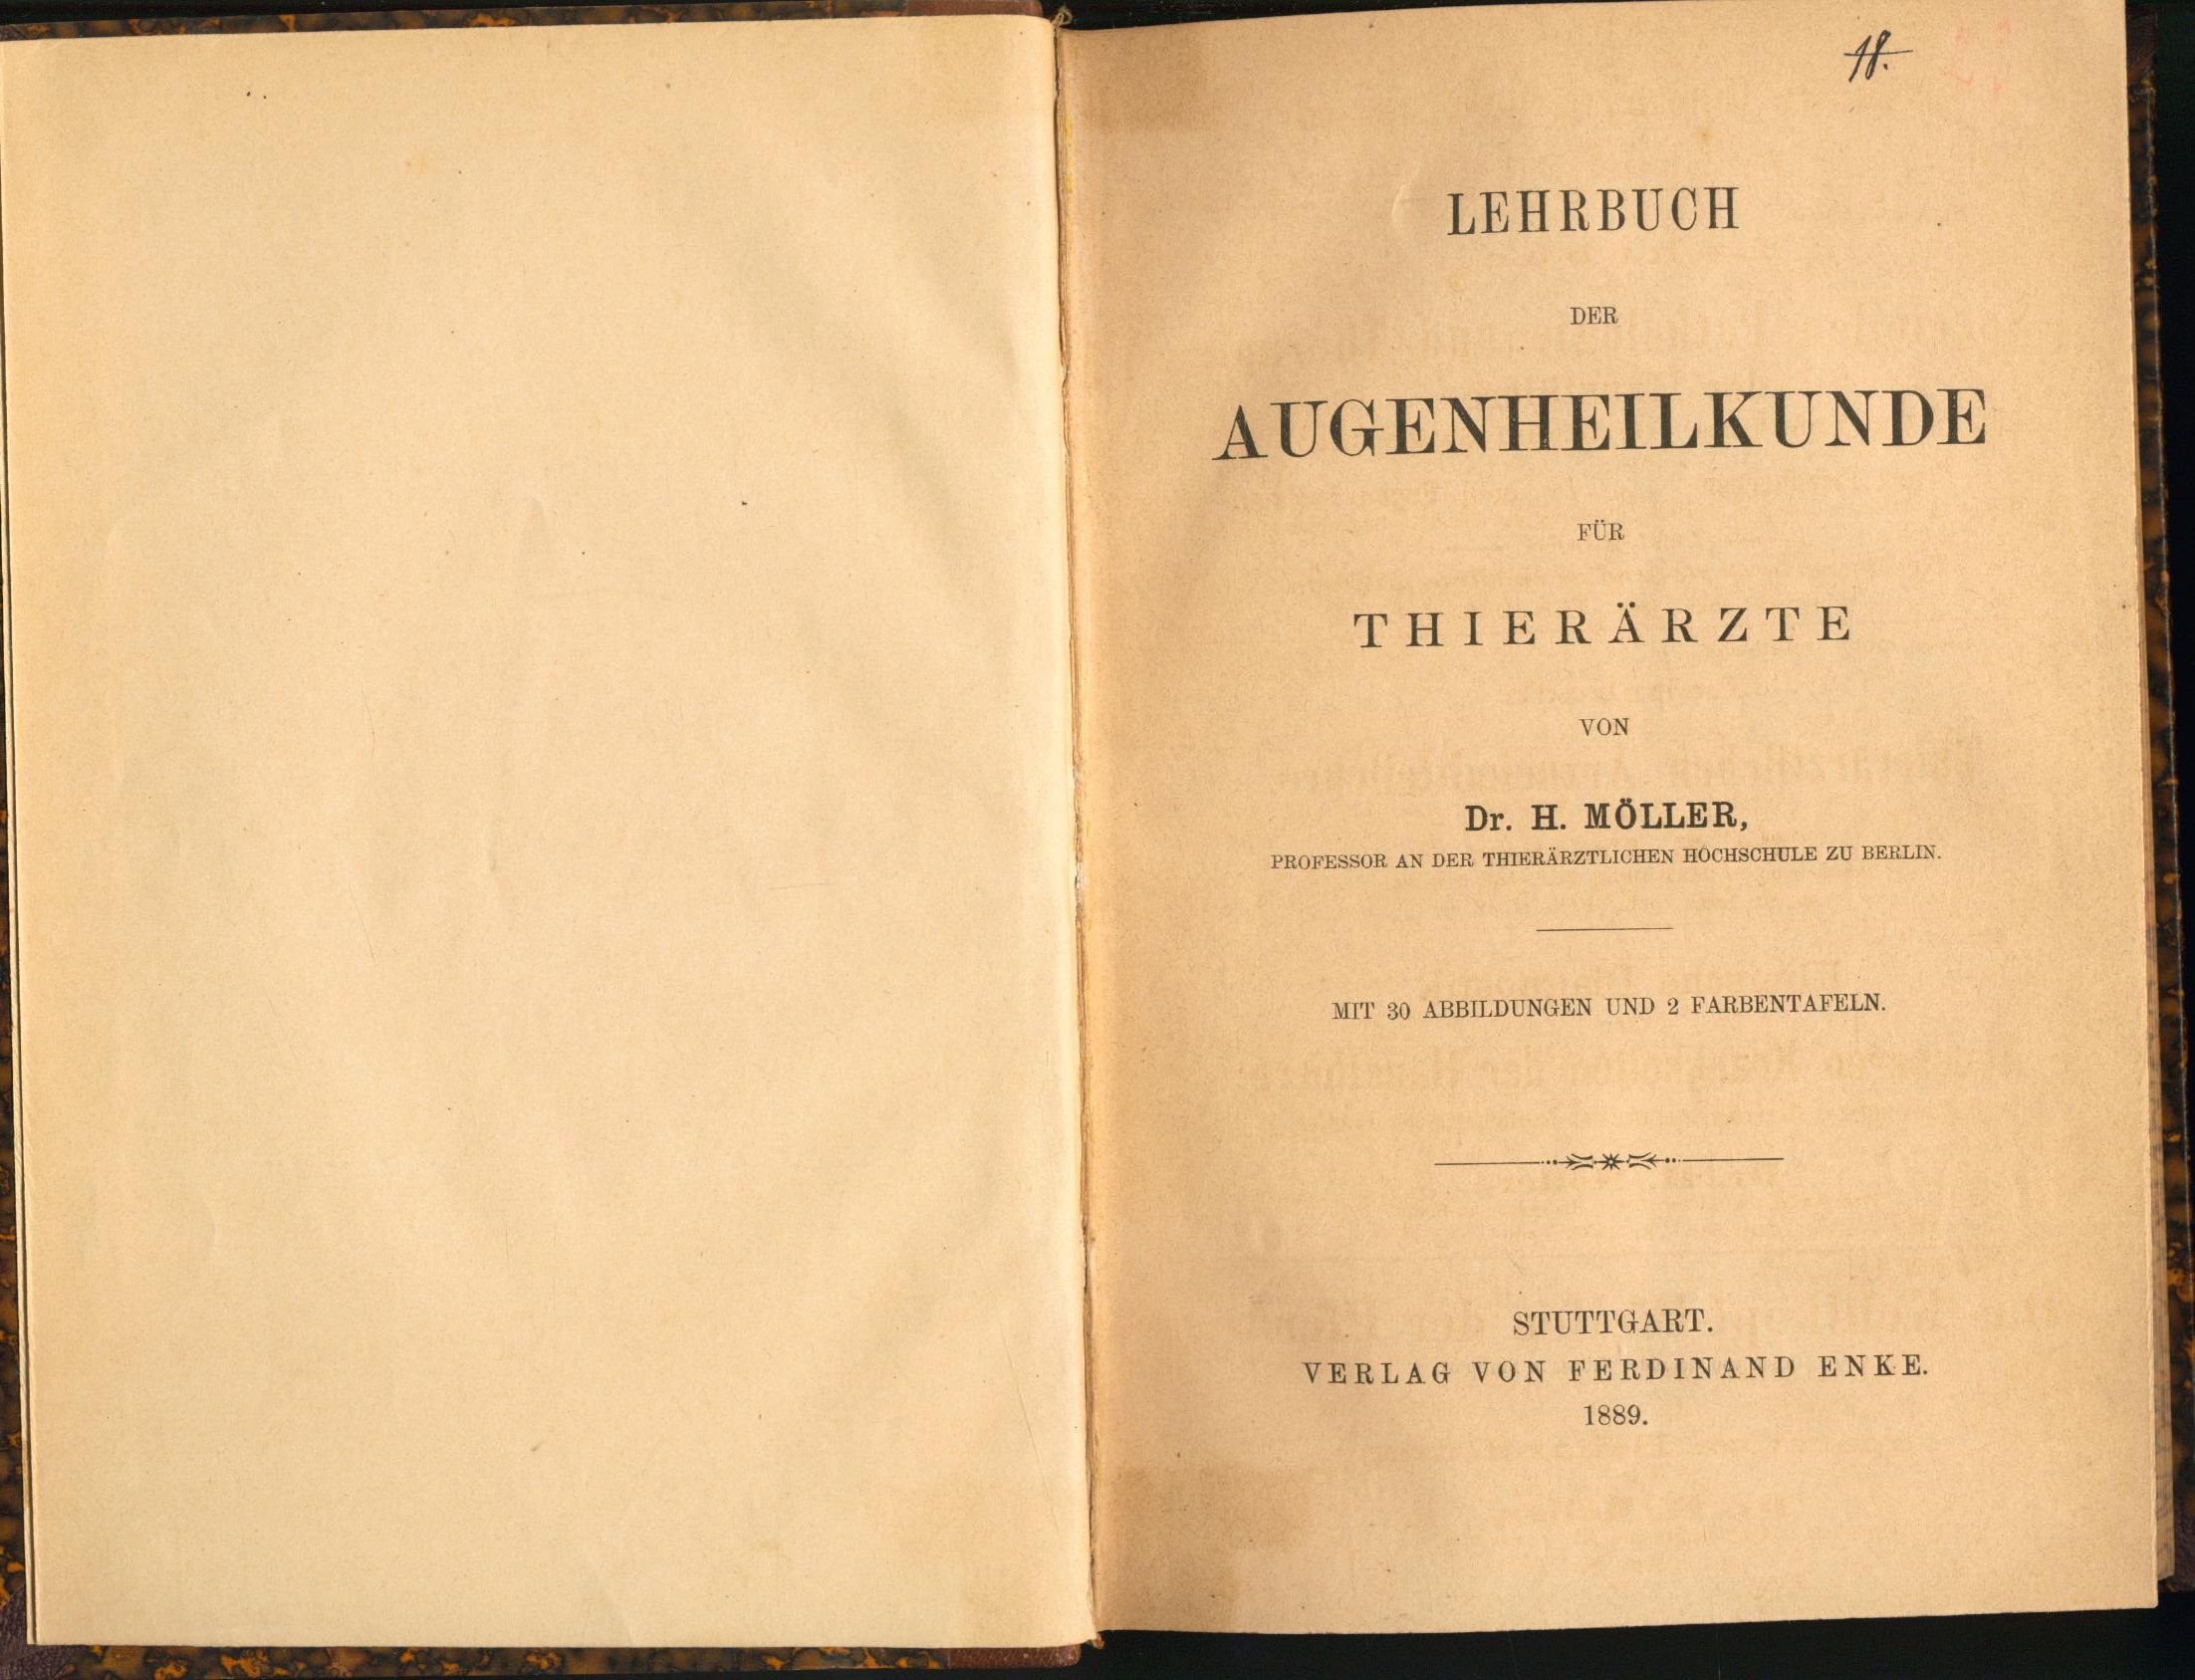 18.
LEHRBUCH
DER
AUGENHEILKUNDE
FÜR
THIERÄRZTE
VON
Dr. H. MÖLLER,
PROFESSOR AN DER THIERÄRZTLICHEN HOCHSCHULE ZU BERLIN.
MIT 30 ABBILDUNGEN UND 2 FARBENTAFELN.
STUTTGART.
VERLAG VON FERDINAND ENKE.
1889.